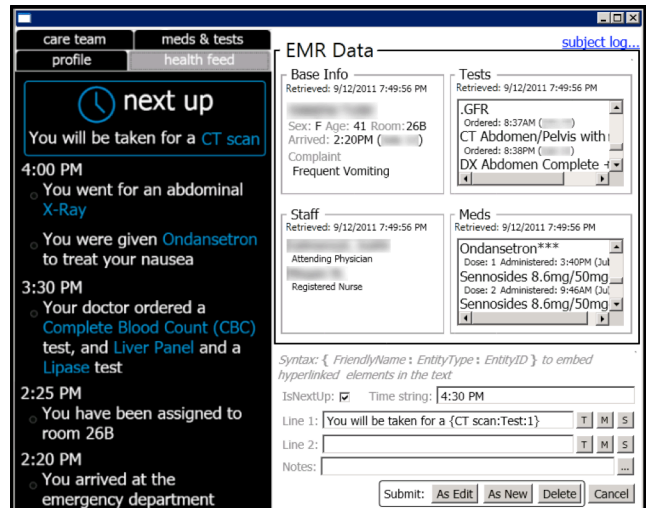 care team
meds & tests
profile
health feed
next up
You will be taken for a CT scan
4:00 PM
You went for an abdominal
X-Ray
You were given Ondansetron
to treat your nausea
3:30 PM
Your doctor ordered a
Complete Blood Count (CBC)
test, and Liver Panel and a
Lipase test
2:25 PM
You have been assigned to
room 26B
2:20 PM
You arrived at the
emergency department
EMR Data
subject log...
Base Info
Retrieved: 9/12/2011 7:49:56 PM
Sex: F Age: 41 Room:26B
Arrived: 2:20PM (
Complaint
Frequent Vomiting
Tests
Retrieved: 9/12/2011 7:49:56 PM
.GFR
Ordered: 8:37AM ( )
CT Abdomen/Pelvis with
Ordered: 8:38PM ( )
DX Abdomen Complete +
Staff
Retrieved: 9/12/2011 7:49:56 PM
Attending Physician
Registered Nurse
Meds
Retrieved: 9/12/2011 7:49:56 PM
Ondansetron***
Dose: 1 Administered: 3:40PM (Jul
Sennosides 8.6mg/50mg
Dose: 2 Administered: 9:46AM (Jul
Sennosides 8.6mg/50mg
Syntax: { FriendlyName : EntityType : EntityID } to embed
hyperlinked elements in the text
IsNextUp: Time string: 4:30 PM
Line 1: You will be taken for a {CT scan:Test:1} T M S
Line 2: T M S
Notes: ...
Submit: As Edit As New Delete Cancel